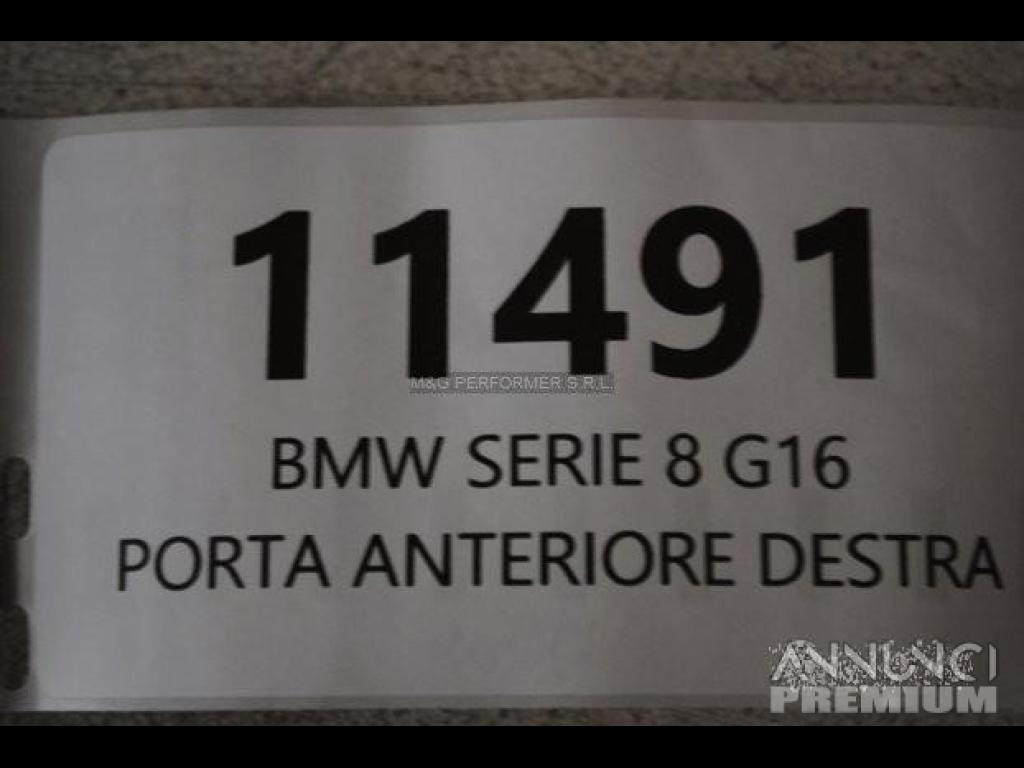 11491
M&G PERFORMER S.R.L.
BMW SERIE 8 G16
PORTA ANTERIORE DESTRA
ANNUNCI
PREMIUM